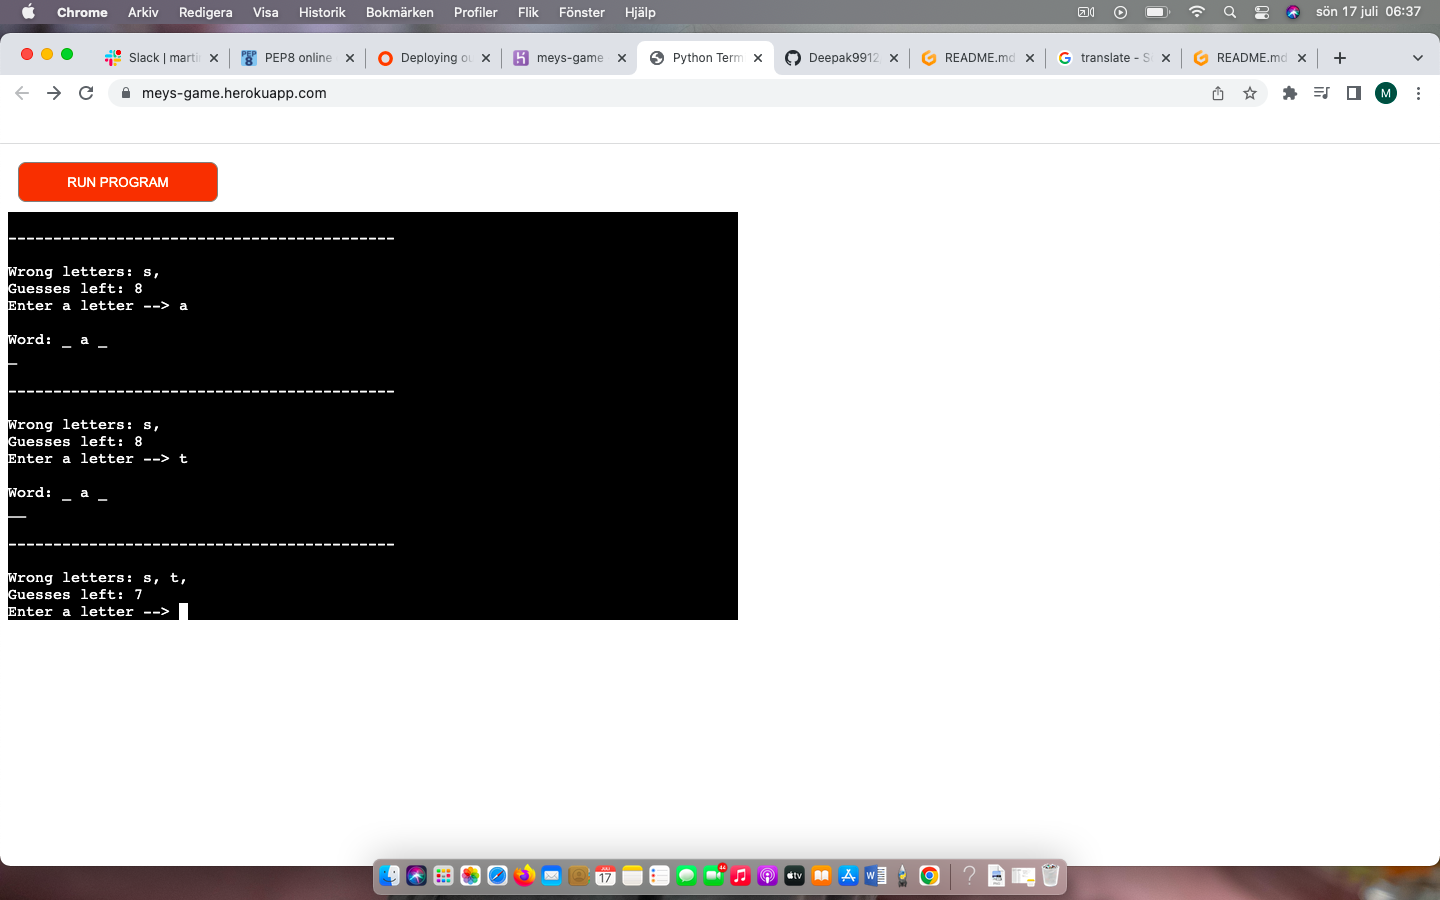 Chrome Arkiv Redigera Visa Historik Bokmärken Profiler Flik Fönster Hjälp sön 17 juli 06:37
Slack | marti PEP8 online Deploying ou meys-game Python Term Deepak9912 README.md translate - S README.md
meys-game.herokuapp.com
M
RUN PROGRAM
-------------------------------------------
Wrong letters: s,
Guesses left: 8
Enter a letter --> a
Word: _ a _
_
-------------------------------------------
Wrong letters: s,
Guesses left: 8
Enter a letter --> t
Word: _ a _
__
-------------------------------------------
Wrong letters: s, t,
Guesses left: 7
Enter a letter -->
17
tv
W